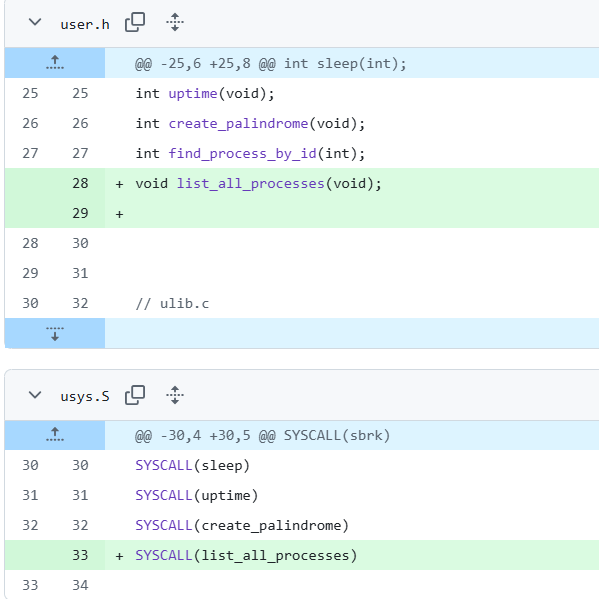 user.h
@@ -25,6 +25,8 @@ int sleep(int);
25 25 int uptime(void);
26 26 int create_palindrome(void);
27 27 int find_process_by_id(int);
28 + void list_all_processes(void);
29 +
28 30
29 31
30 32 // ulib.c
usys.S
@@ -30,4 +30,5 @@ SYSCALL(sbrk)
30 30 SYSCALL(sleep)
31 31 SYSCALL(uptime)
32 32 SYSCALL(create_palindrome)
33 + SYSCALL(list_all_processes)
33 34